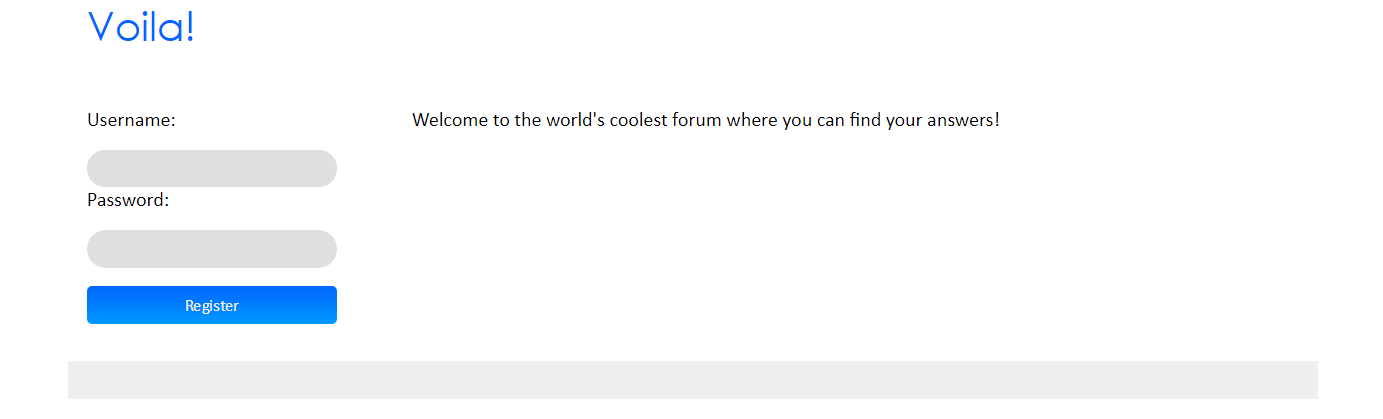 Voila!
Username:
Welcome to the world's coolest forum where you can find your answers!
Password:
Register